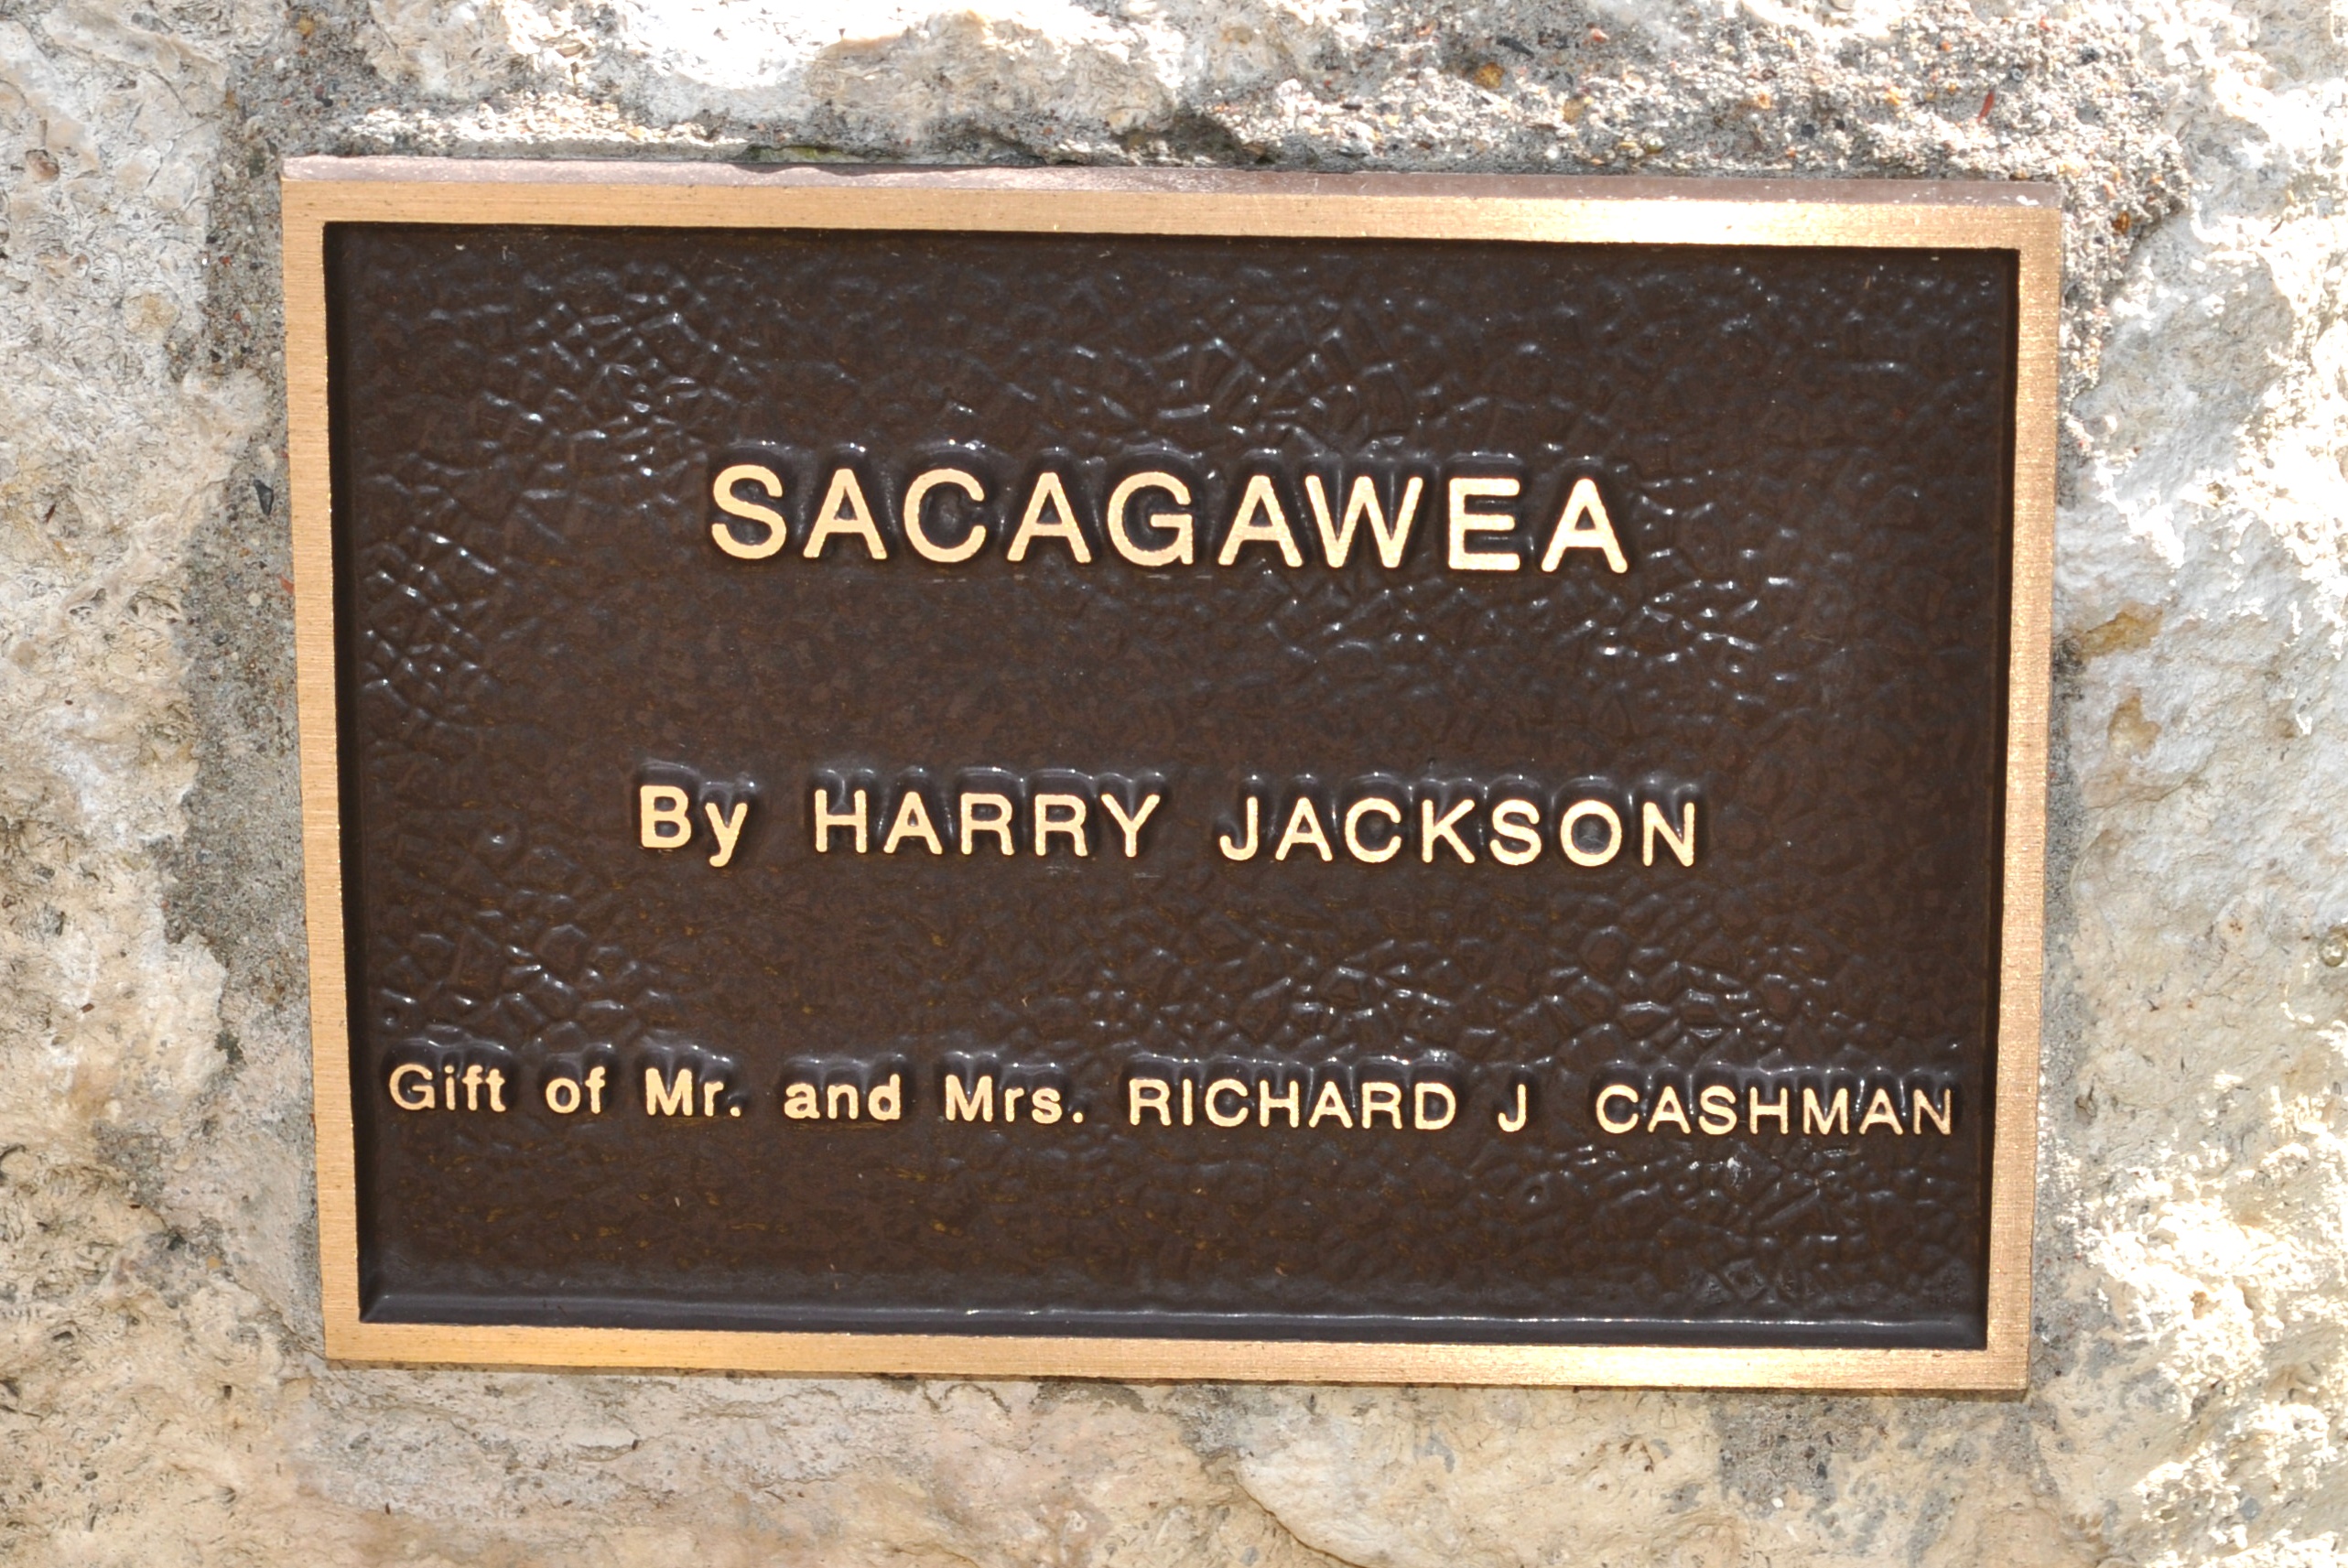 SACAGAWEA
By HARRY JACKSON
Gift of Mr. and Mrs. RICHARD J CASHMAN